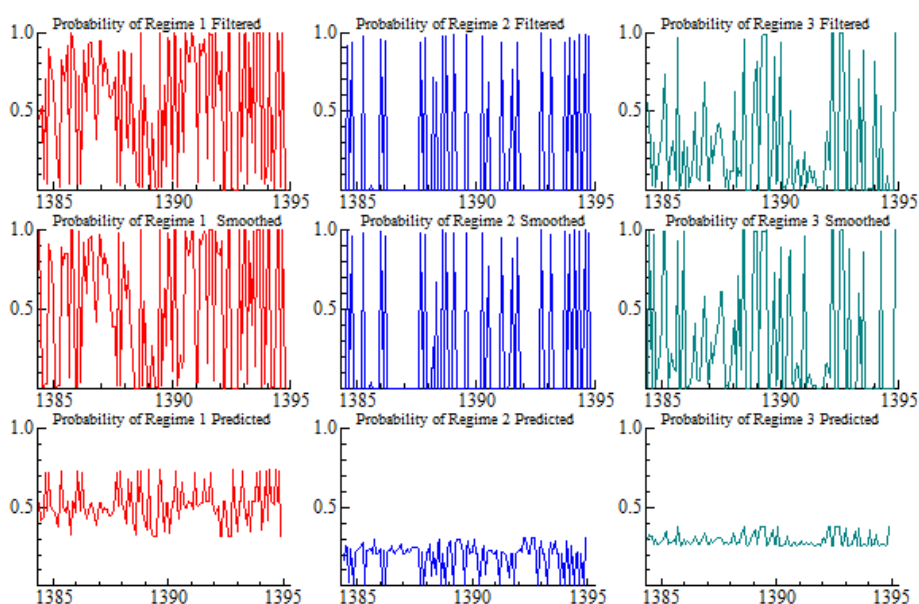 Probability of Regime 1 Filtered
Probability of Regime 2 Filtered
Probability of Regime 3 Filtered
1.0
1.0
1.0
0.5
0.5
0.5
1385 1390 1395
1385 1390 1395
1385 1390 1395
Probability of Regime 1 Smoothed
Probability of Regime 2 Smoothed
Probability of Regime 3 Smoothed
1.0
1.0
1.0
0.5
0.5
0.5
1385 1390 1395
1385 1390 1395
1385 1390 1395
Probability of Regime 1 Predicted
Probability of Regime 2 Predicted
Probability of Regime 3 Predicted
1.0
1.0
1.0
0.5
0.5
0.5
1385 1390 1395
1385 1390 1395
1385 1390 1395